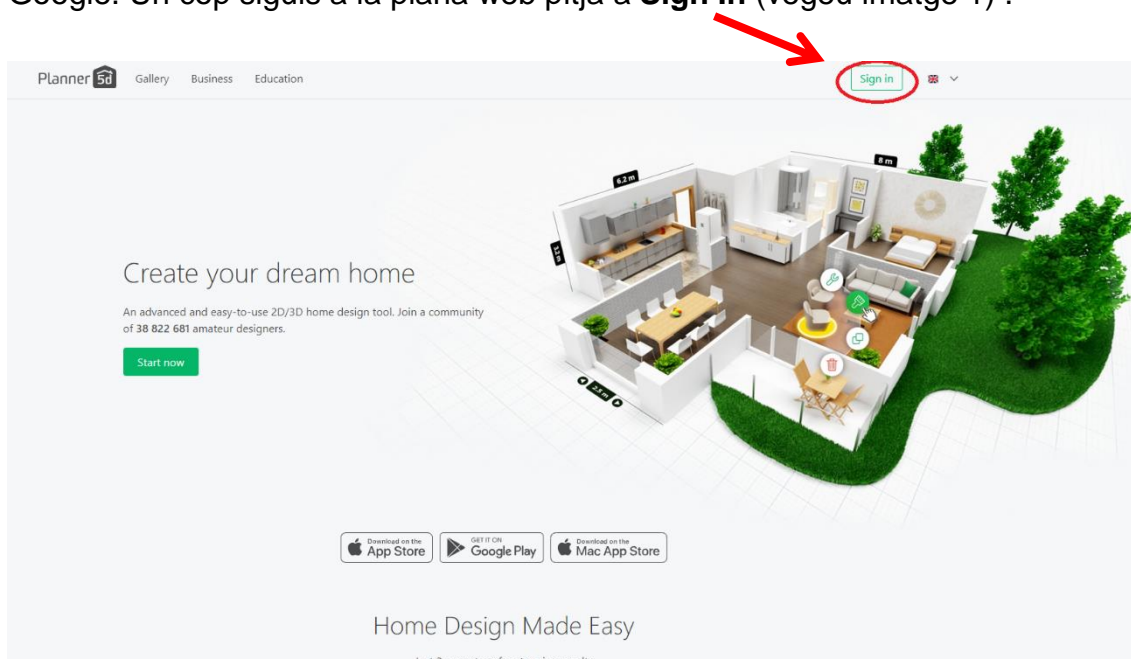 Google. Un cop siguis a la plana web pitja a Sign in (vegeu imatge 1) .
Planner 5d Gallery Business Education Sign in
8 m
6.2 m
Create your dream home
An advanced and easy-to-use 2D/3D home design tool. Join a community
of 38 822 681 amateur designers.
Start now
2.5 m
Download on the App Store
GET IT ON Google Play
Download on the Mac App Store
Home Design Made Easy